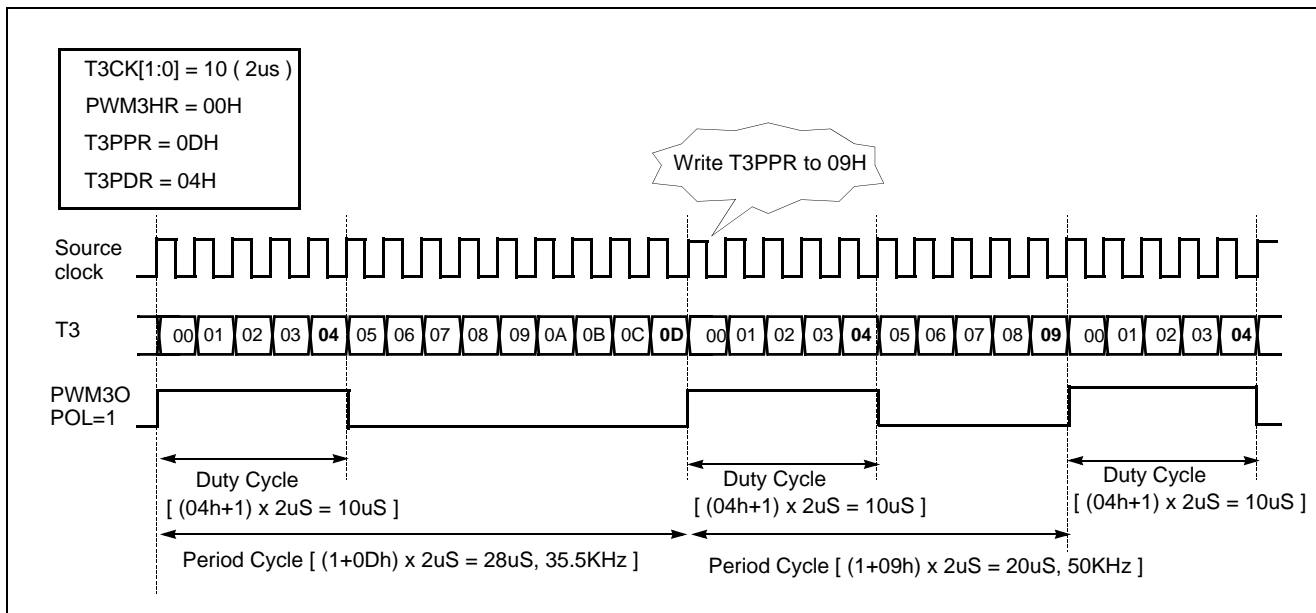 T3CK[1:0] = 10 ( 2us )
PWM3HR = 00H
T3PPR = 0DH
T3PDR = 04H
Write T3PPR to 09H
Source
clock
T3 00 01 02 03 04 05 06 07 08 09 0A 0B 0C 0D 00 01 02 03 04 05 06 07 08 09 00 01 02 03 04
PWM3O
POL=1
Duty Cycle
[ (04h+1) x 2uS = 10uS ]
Duty Cycle
[ (04h+1) x 2uS = 10uS ]
Duty Cycle
[ (04h+1) x 2uS = 10uS ]
Period Cycle [ (1+0Dh) x 2uS = 28uS, 35.5KHz ]
Period Cycle [ (1+09h) x 2uS = 20uS, 50KHz ]